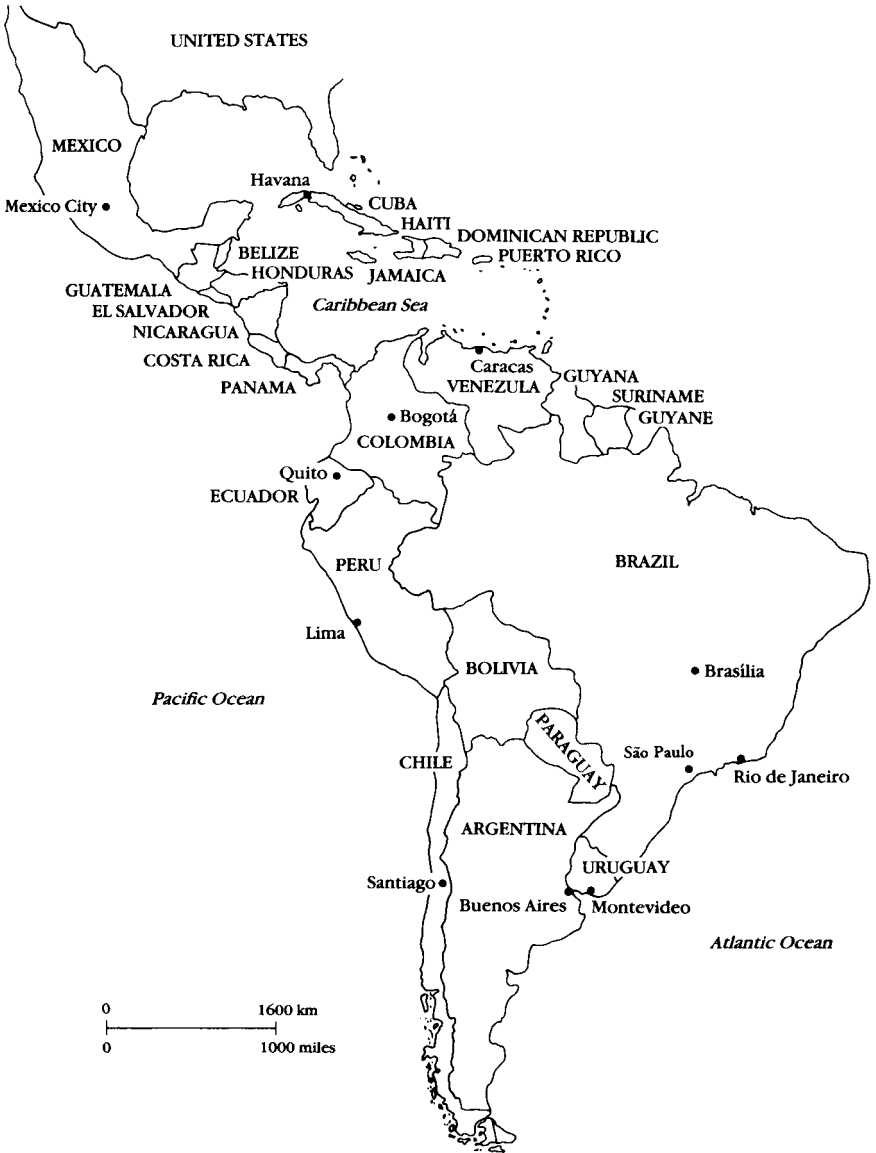 UNITED STATES
MEXICO
Havana
Mexico City
CUBA
HAITI
DOMINICAN REPUBLIC
PUERTO RICO
BELIZE
HONDURAS
JAMAICA
GUATEMALA
Caribbean Sea
EL SALVADOR
NICARAGUA
COSTA RICA
PANAMA
Caracas
VENEZULA
GUYANA
SURINAME
GUYANE
Bogotá
COLOMBIA
Quito
ECUADOR
PERU
BRAZIL
Lima
BOLIVIA
Brasília
Pacific Ocean
PARAGUAY
São Paulo
CHILE
Rio de Janeiro
ARGENTINA
URUGUAY
Santiago
Buenos Aires
Montevideo
Atlantic Ocean
0 1600 km
0 1000 miles